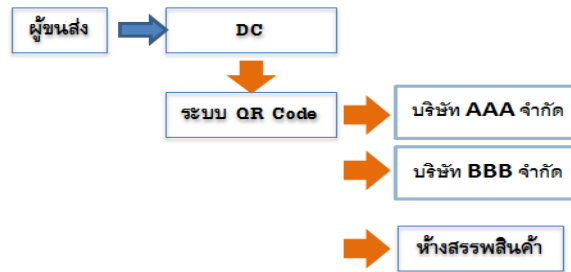 ผู้ขนส่ง
DC
ระบบ QR Code
บริษัท AAA จำกัด
บริษัท BBB จำกัด
ห้างสรรพสินค้า